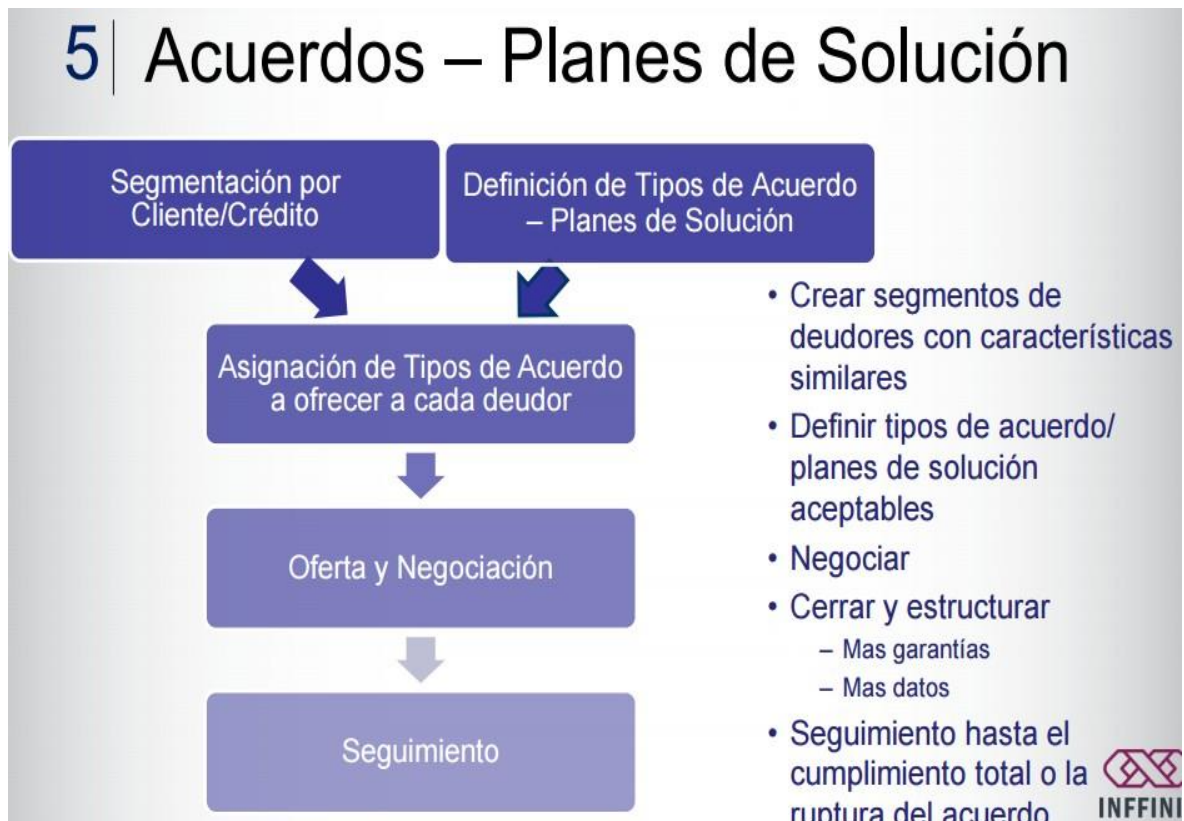 5 Acuerdos – Planes de Solución
Segmentación por
Cliente/Crédito
Definición de Tipos de Acuerdo
– Planes de Solución
Asignación de Tipos de Acuerdo
a ofrecer a cada deudor
Oferta y Negociación
Seguimiento
• Crear segmentos de
deudores con características
similares
• Definir tipos de acuerdo/
planes de solución
aceptables
• Negociar
• Cerrar y estructurar
– Mas garantías
– Mas datos
• Seguimiento hasta el
cumplimiento total o la
ruptura del acuerdo
INFFINI